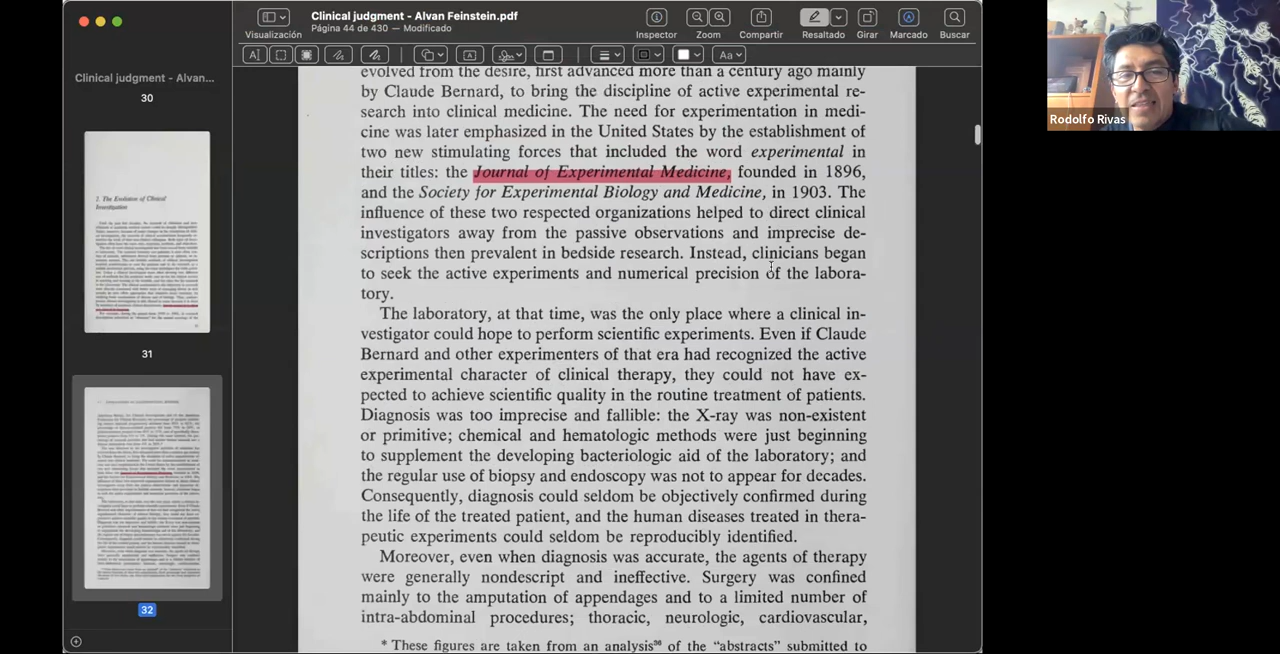 Clinical judgment - Alvan Feinstein.pdf
Página 44 de 430 — Modificado
Visualización
Inspector
Zoom
Compartir
Resaltado
Girar
Marcado
Buscar
Aa
Clinical judgment - Alvan...
30
2. The Evolution of Clinical
Investigation
31
32
evolved from the desire, first advanced more than a century ago mainly
by Claude Bernard, to bring the discipline of active experimental re-
search into clinical medicine. The need for experimentation in medi-
cine was later emphasized in the United States by the establishment of
two new stimulating forces that included the word experimental in
their titles: the Journal of Experimental Medicine, founded in 1896,
and the Society for Experimental Biology and Medicine, in 1903. The
influence of these two respected organizations helped to direct clinical
investigators away from the passive observations and imprecise de-
scriptions then prevalent in bedside research. Instead, clinicians began
to seek the active experiments and numerical precision of the labora-
tory.
The laboratory, at that time, was the only place where a clinical in-
vestigator could hope to perform scientific experiments. Even if Claude
Bernard and other experimenters of that era had recognized the active
experimental character of clinical therapy, they could not have ex-
pected to achieve scientific quality in the routine treatment of patients.
Diagnosis was too imprecise and fallible: the X-ray was non-existent
or primitive; chemical and hematologic methods were just beginning
to supplement the developing bacteriologic aid of the laboratory; and
the regular use of biopsy and endoscopy was not to appear for decades.
Consequently, diagnosis could seldom be objectively confirmed during
the life of the treated patient, and the human diseases treated in thera-
peutic experiments could seldom be reproducibly identified.
Moreover, even when diagnosis was accurate, the agents of therapy
were generally nondescript and ineffective. Surgery was confined
mainly to the amputation of appendages and to a limited number of
intra-abdominal procedures; thoracic, neurologic, cardiovascular,
* These figures are taken from an analysis of the "abstracts" submitted to
Rodolfo Rivas